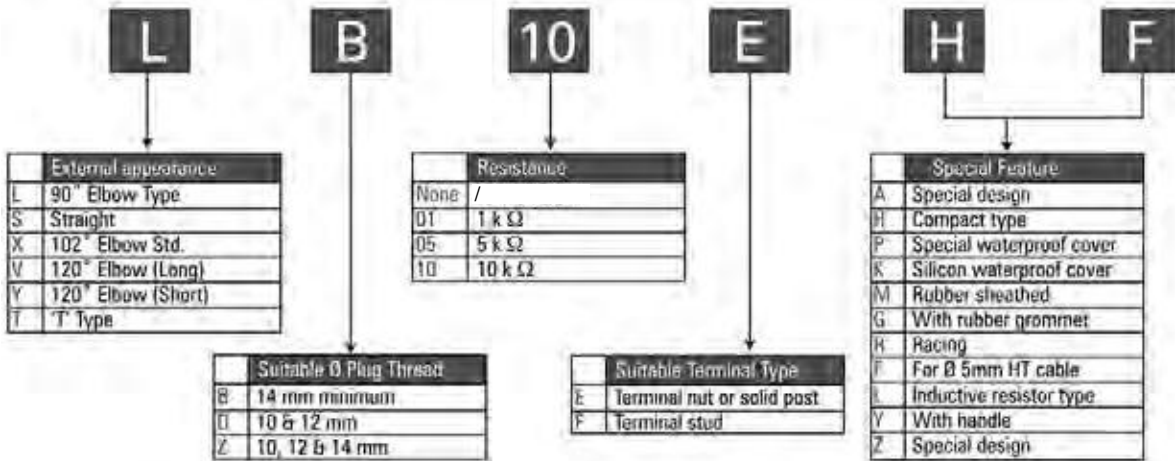 L B 10 E H F
External appearance
L 90° Elbow Type
S Straight
X 102° Elbow Std.
V 120° Elbow (Long)
Y 120° Elbow (Short)
T 'T' Type
Resistance
None /
01 1 k Ω
05 5 k Ω
10 10 k Ω
Special Feature
A Special design
H Compact type
P Special waterproof cover
K Silicon waterproof cover
M Rubber sheathed
G With rubber grommet
R Racing
F For Ø 5mm HT cable
L Inductive resistor type
Y With handle
Z Special design
Suitable Ø Plug Thread
B 14 mm minimum
D 10 & 12 mm
Z 10, 12 & 14 mm
Suitable Terminal Type
E Terminal nut or solid post
F Terminal stud